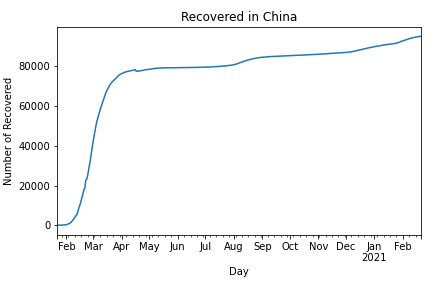 Recovered in China
Number of Recovered
80000
60000
40000
20000
0
Feb Mar Apr May Jun Jul Aug Sep Oct Nov Dec Jan Feb
2021
Day